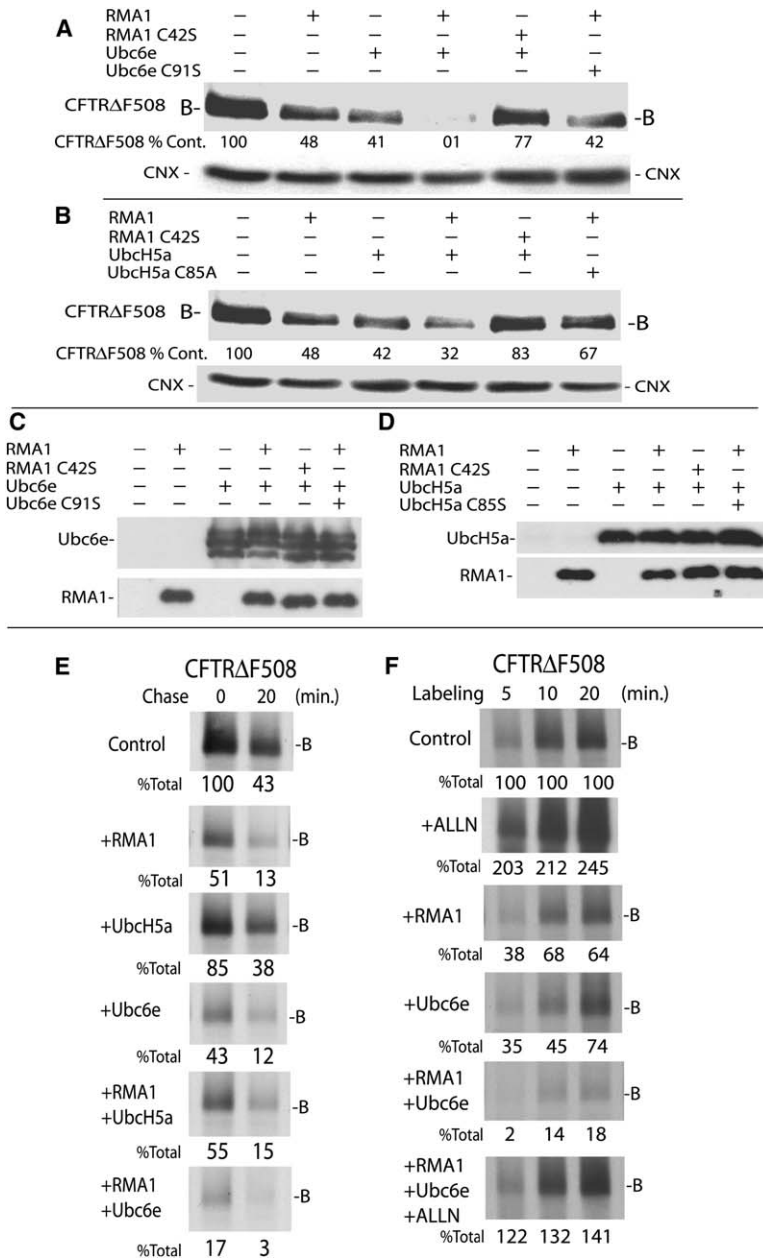 A
RMA1 – + – + – +
RMA1 C42S – – – – + –
Ubc6e – – + + + –
Ubc6e C91S – – – – – +
CFTRΔF508 B- -B
CFTRΔF508 % Cont. 100 48 41 01 77 42
CNX - - CNX
B
RMA1 – + – + – +
RMA1 C42S – – – – + –
UbcH5a – – + + + –
UbcH5a C85A – – – – – +
CFTRΔF508 B- -B
CFTRΔF508 % Cont. 100 48 42 32 83 67
CNX - - CNX
C
RMA1 – + – + – +
RMA1 C42S – – – – + –
Ubc6e – – + + + +
Ubc6e C91S – – – – – +
Ubc6e-
RMA1-
D
RMA1 – + – + – +
RMA1 C42S – – – – + –
UbcH5a – – + + + +
UbcH5a C85S – – – – – +
UbcH5a-
RMA1-
E
CFTRΔF508
Chase 0 20 (min.)
Control -B
%Total 100 43
+RMA1 -B
%Total 51 13
+UbcH5a -B
%Total 85 38
+Ubc6e -B
%Total 43 12
+RMA1
+UbcH5a -B
%Total 55 15
+RMA1
+Ubc6e -B
%Total 17 3
F
CFTRΔF508
Labeling 5 10 20 (min.)
Control -B
%Total 100 100 100
+ALLN
%Total 203 212 245
+RMA1 -B
%Total 38 68 64
+Ubc6e -B
%Total 35 45 74
+RMA1
+Ubc6e -B
%Total 2 14 18
+RMA1
+Ubc6e -B
+ALLN
%Total 122 132 141